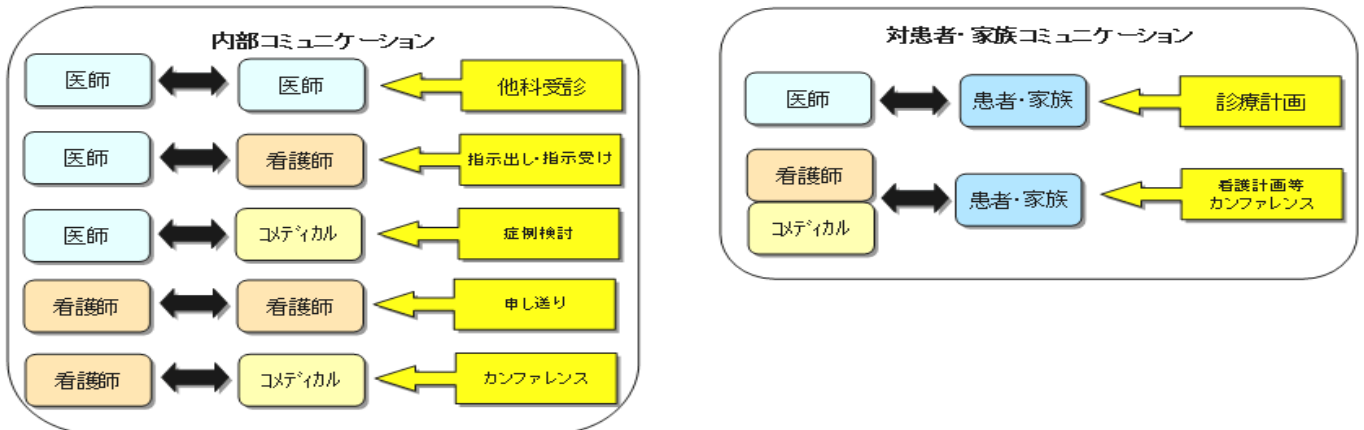 内部コミュニケーション
医師
医師
他科受診
医師
看護師
指示出し・指示受け
医師
コメディカル
症例検討
看護師
看護師
申し送り
看護師
コメディカル
カンファレンス
対患者・家族コミュニケーション
医師
患者・家族
診療計画
看護師
コメディカル
患者・家族
看護計画等
カンファレンス